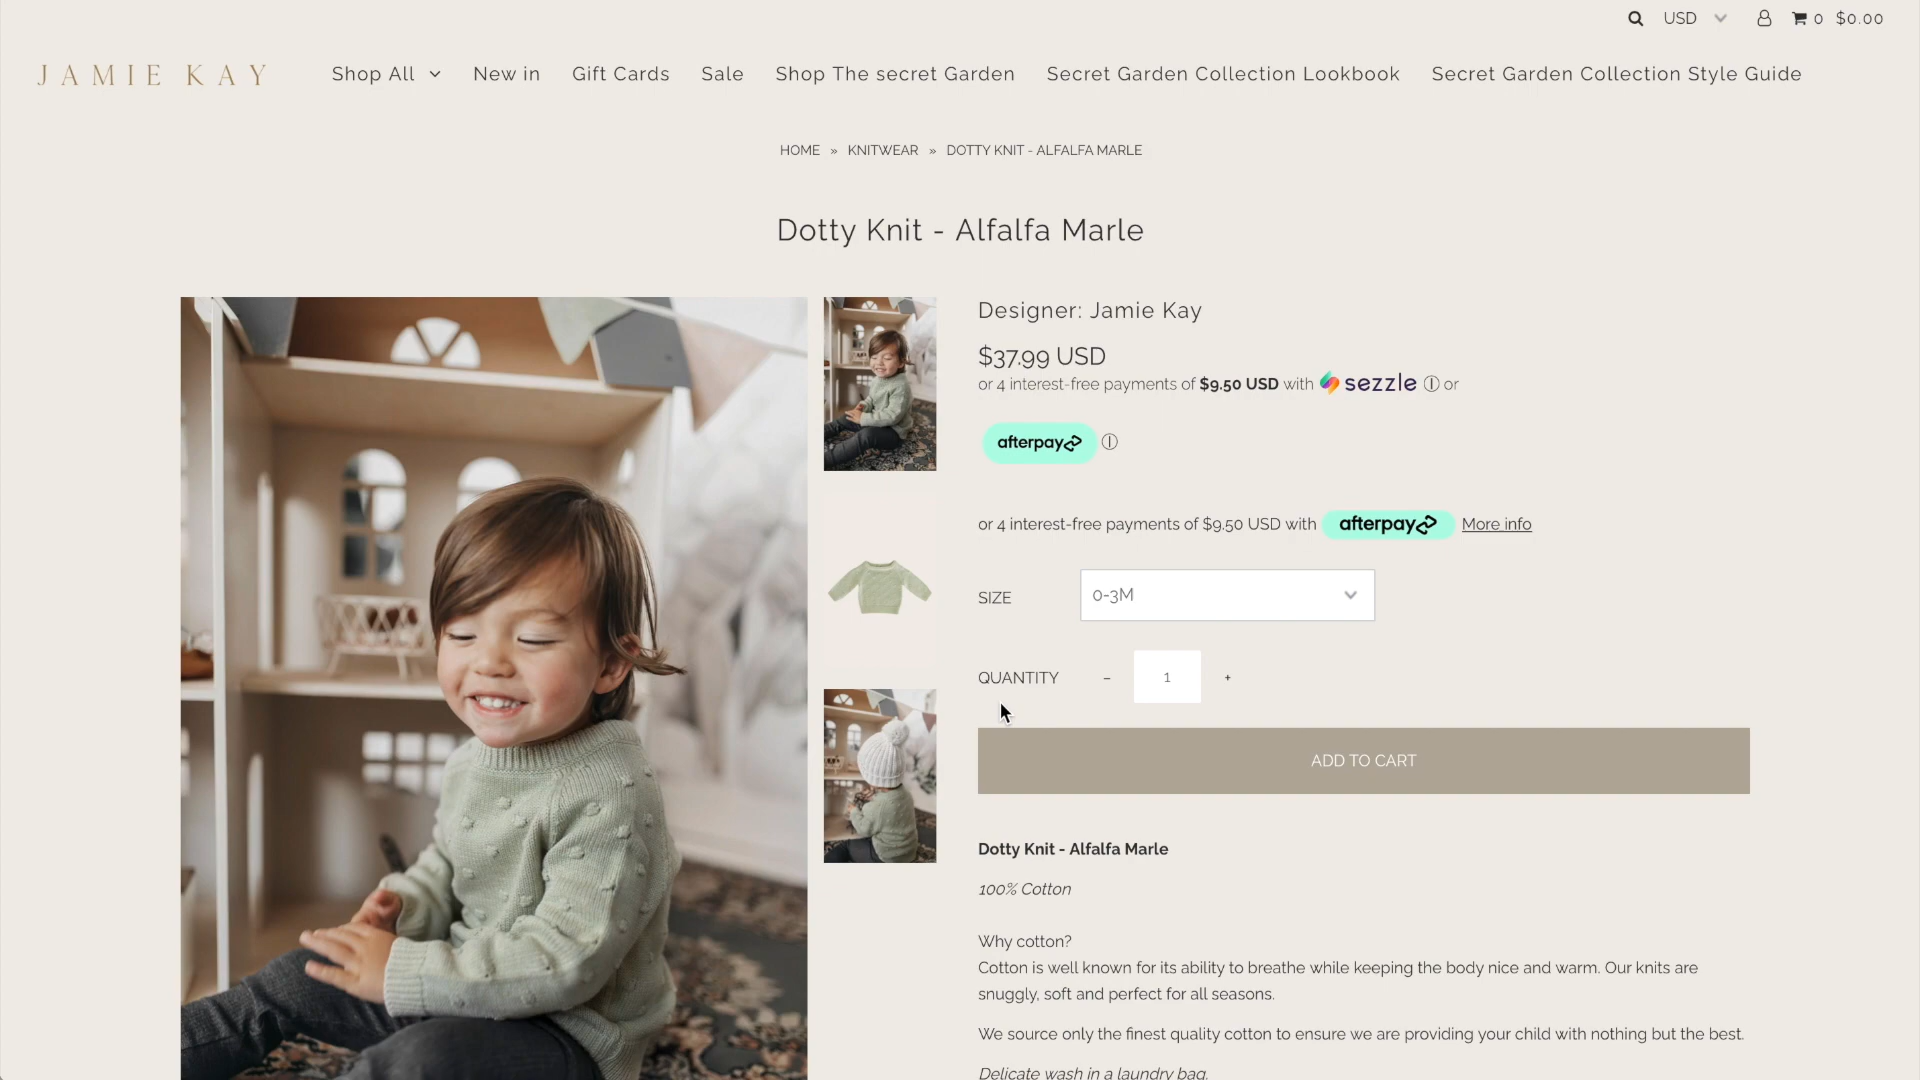 USD
0 $0.00
JAMIE KAY
Shop All
New in
Gift Cards
Sale
Shop The secret Garden
Secret Garden Collection Lookbook
Secret Garden Collection Style Guide
HOME » KNITWEAR » DOTTY KNIT - ALFALFA MARLE
Dotty Knit - Alfalfa Marle
Designer: Jamie Kay
$37.99 USD
or 4 interest-free payments of $9.50 USD with sezzle ⓘ or
afterpay ⓘ
or 4 interest-free payments of $9.50 USD with afterpay More info
SIZE
0-3M
QUANTITY
- 1 +
ADD TO CART
Dotty Knit - Alfalfa Marle
100% Cotton
Why cotton?
Cotton is well known for its ability to breathe while keeping the body nice and warm. Our knits are
snuggly, soft and perfect for all seasons.
We source only the finest quality cotton to ensure we are providing your child with nothing but the best.
Delicate wash in a laundry bag.